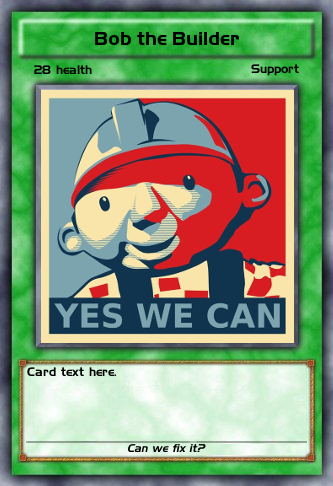 Bob the Builder
28 health
Support
YES WE CAN
Card text here.
Can we fix it?